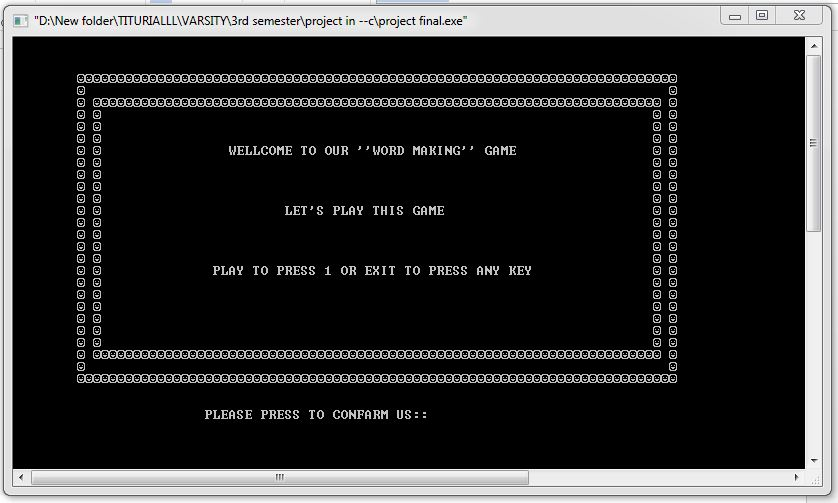 "D:\New folder\TITURIALLL\VARSITY\3rd semester\project in --c\project final.exe"
WELLCOME TO OUR ''WORD MAKING'' GAME
LET'S PLAY THIS GAME
PLAY TO PRESS 1 OR EXIT TO PRESS ANY KEY
PLEASE PRESS TO CONFARM US::